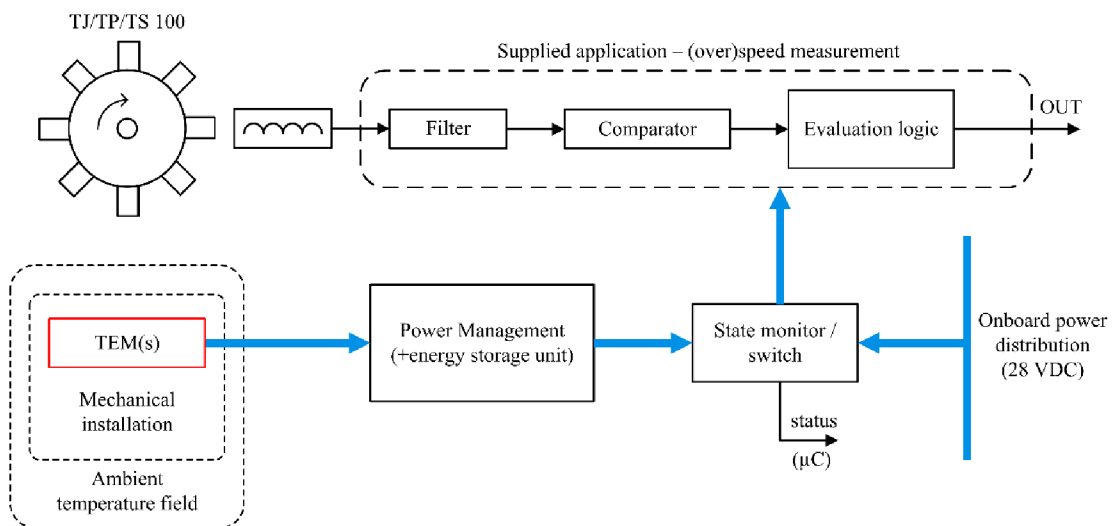 TJ/TP/TS 100
Supplied application – (over)speed measurement
Filter
Comparator
Evaluation logic
OUT
TEM(s)
Mechanical
installation
Ambient
temperature field
Power Management
(+energy storage unit)
State monitor /
switch
status
(µC)
Onboard power
distribution
(28 VDC)